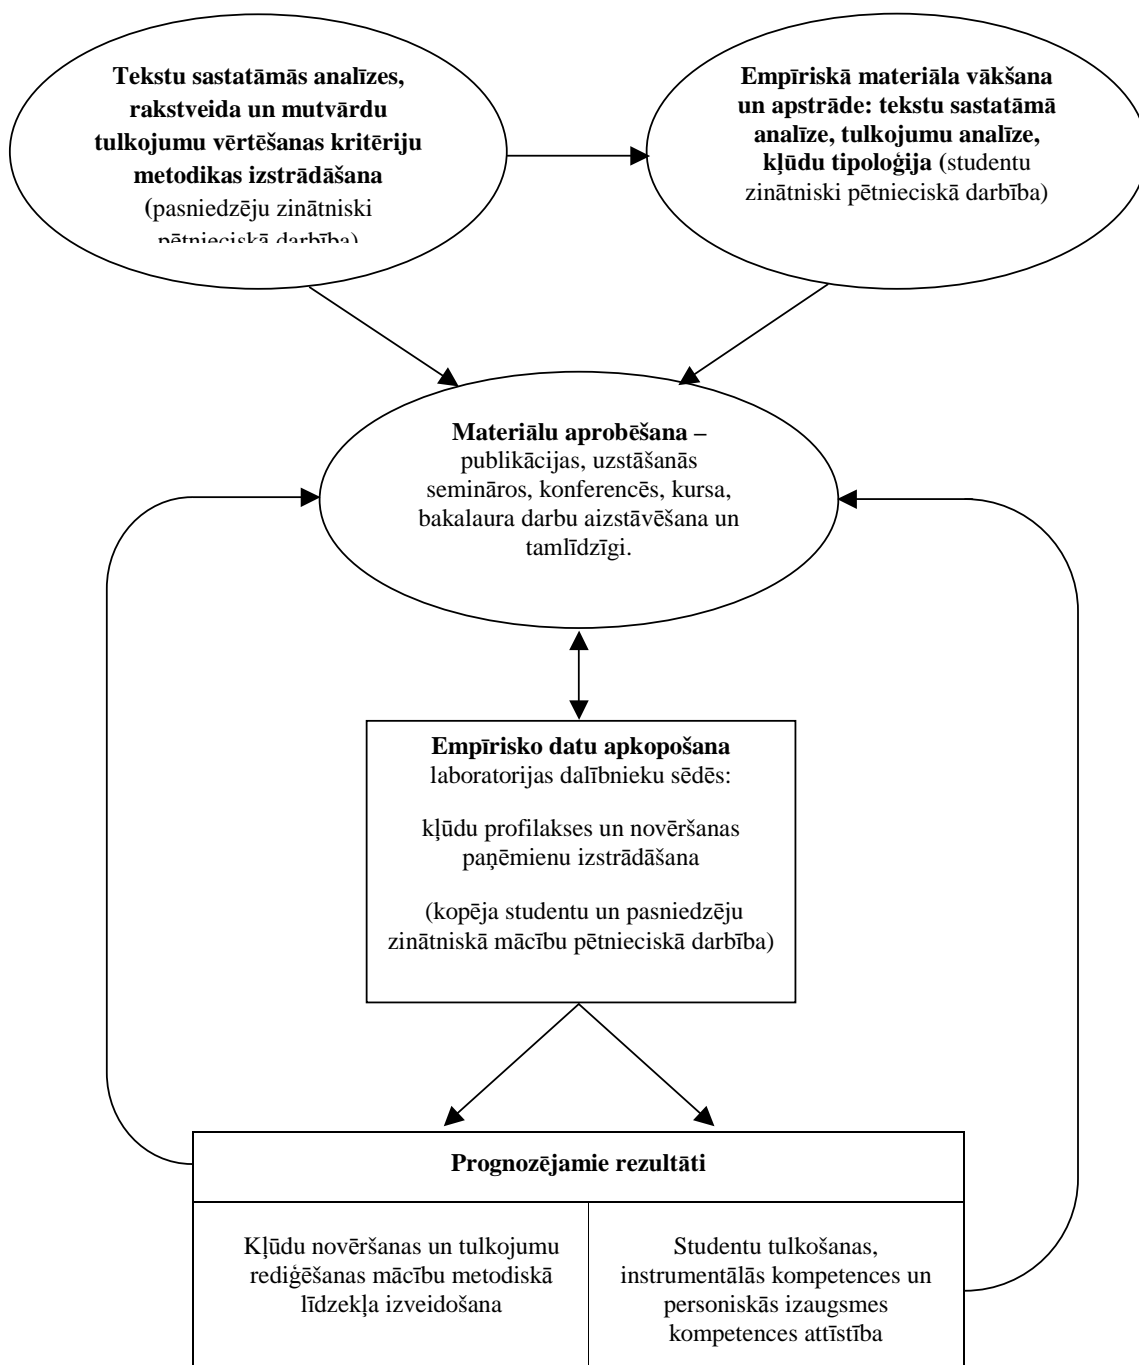 Tekstu sastatāmās analīzes,
rakstveida un mutvārdu
tulkojumu vērtēšanas kritēriju
metodikas izstrādāšana
(pasniedzēju zinātniski
pētnieciskā darbība)
Empīriskā materiāla vākšana
un apstrāde: tekstu sastatāmā
analīze, tulkojumu analīze,
kļūdu tipoloģija (studentu
zinātniski pētnieciskā darbība)
Materiālu aprobēšana –
publikācijas, uzstāšanās
semināros, konferencēs, kursa,
bakalaura darbu aizstāvēšana un
tamlīdzīgi.
Empīrisko datu apkopošana
laboratorijas dalībnieku sēdēs:
kļūdu profilakses un novēršanas
paņēmienu izstrādāšana
(kopēja studentu un pasniedzēju
zinātniskā mācību pētnieciskā darbība)
Prognozējamie rezultāti
Kļūdu novēršanas un tulkojumu
rediģēšanas mācību metodiskā
līdzekļa izveidošana
Studentu tulkošanas,
instrumentālās kompetences un
personiskās izaugsmes
kompetences attīstība